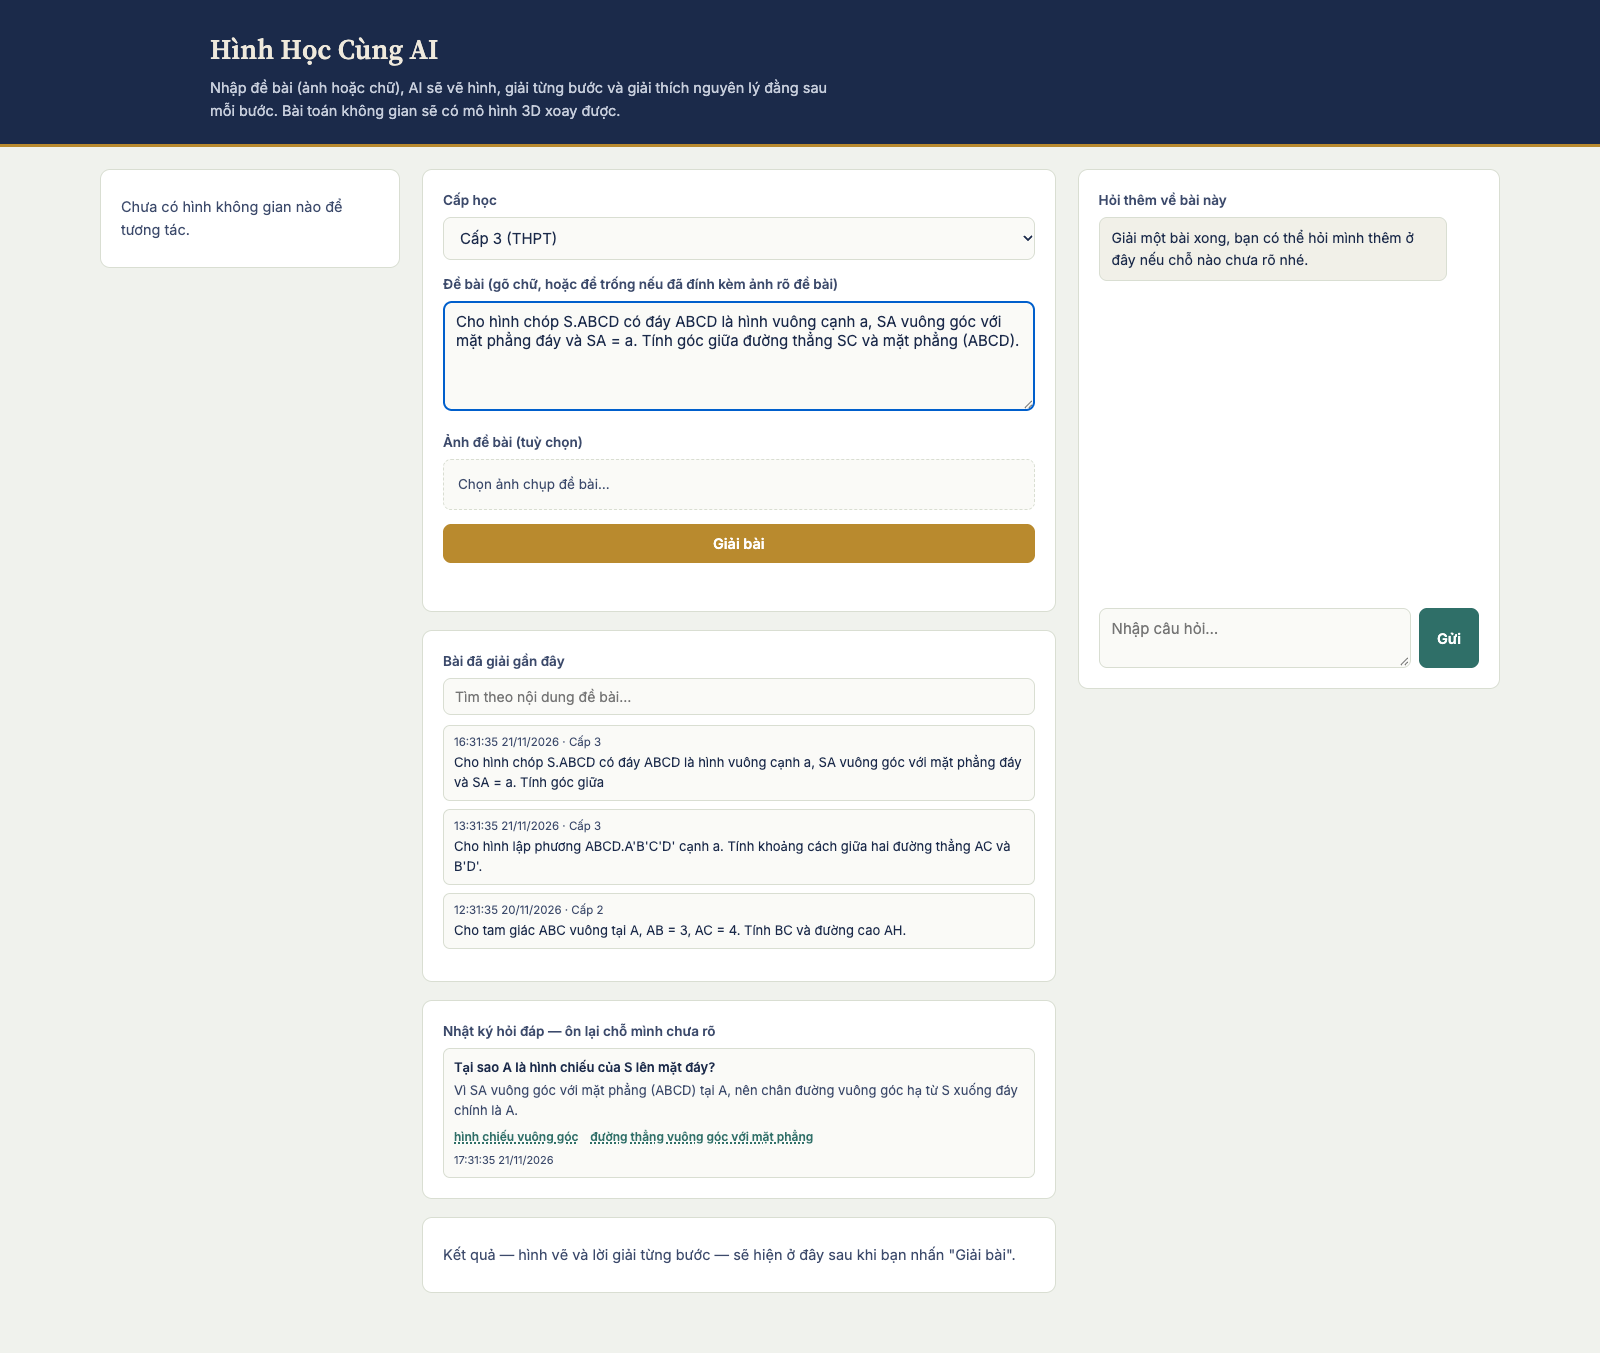 Hình Học Cùng AI
Nhập đề bài (ảnh hoặc chữ), AI sẽ vẽ hình, giải từng bước và giải thích nguyên lý đằng sau
mỗi bước. Bài toán không gian sẽ có mô hình 3D xoay được.
Chưa có hình không gian nào để
tương tác.
Cấp học
Cấp 3 (THPT)
Đề bài (gõ chữ, hoặc để trống nếu đã đính kèm ảnh rõ đề bài)
Cho hình chóp S.ABCD có đáy ABCD là hình vuông cạnh a, SA vuông góc với
mặt phẳng đáy và SA = a. Tính góc giữa đường thẳng SC và mặt phẳng (ABCD).
Ảnh đề bài (tuỳ chọn)
Chọn ảnh chụp đề bài...
Giải bài
Bài đã giải gần đây
Tìm theo nội dung đề bài...
16:31:35 21/11/2026 · Cấp 3
Cho hình chóp S.ABCD có đáy ABCD là hình vuông cạnh a, SA vuông góc với mặt phẳng đáy
và SA = a. Tính góc giữa
13:31:35 21/11/2026 · Cấp 3
Cho hình lập phương ABCD.A'B'C'D' cạnh a. Tính khoảng cách giữa hai đường thẳng AC và
B'D'.
12:31:35 20/11/2026 · Cấp 2
Cho tam giác ABC vuông tại A, AB = 3, AC = 4. Tính BC và đường cao AH.
Nhật ký hỏi đáp — ôn lại chỗ mình chưa rõ
Tại sao A là hình chiếu của S lên mặt đáy?
Vì SA vuông góc với mặt phẳng (ABCD) tại A, nên chân đường vuông góc hạ từ S xuống đáy
chính là A.
hình chiếu vuông góc đường thẳng vuông góc với mặt phẳng
17:31:35 21/11/2026
Kết quả — hình vẽ và lời giải từng bước — sẽ hiện ở đây sau khi bạn nhấn "Giải bài".
Hỏi thêm về bài này
Giải một bài xong, bạn có thể hỏi mình thêm ở
đây nếu chỗ nào chưa rõ nhé.
Nhập câu hỏi...
Gửi